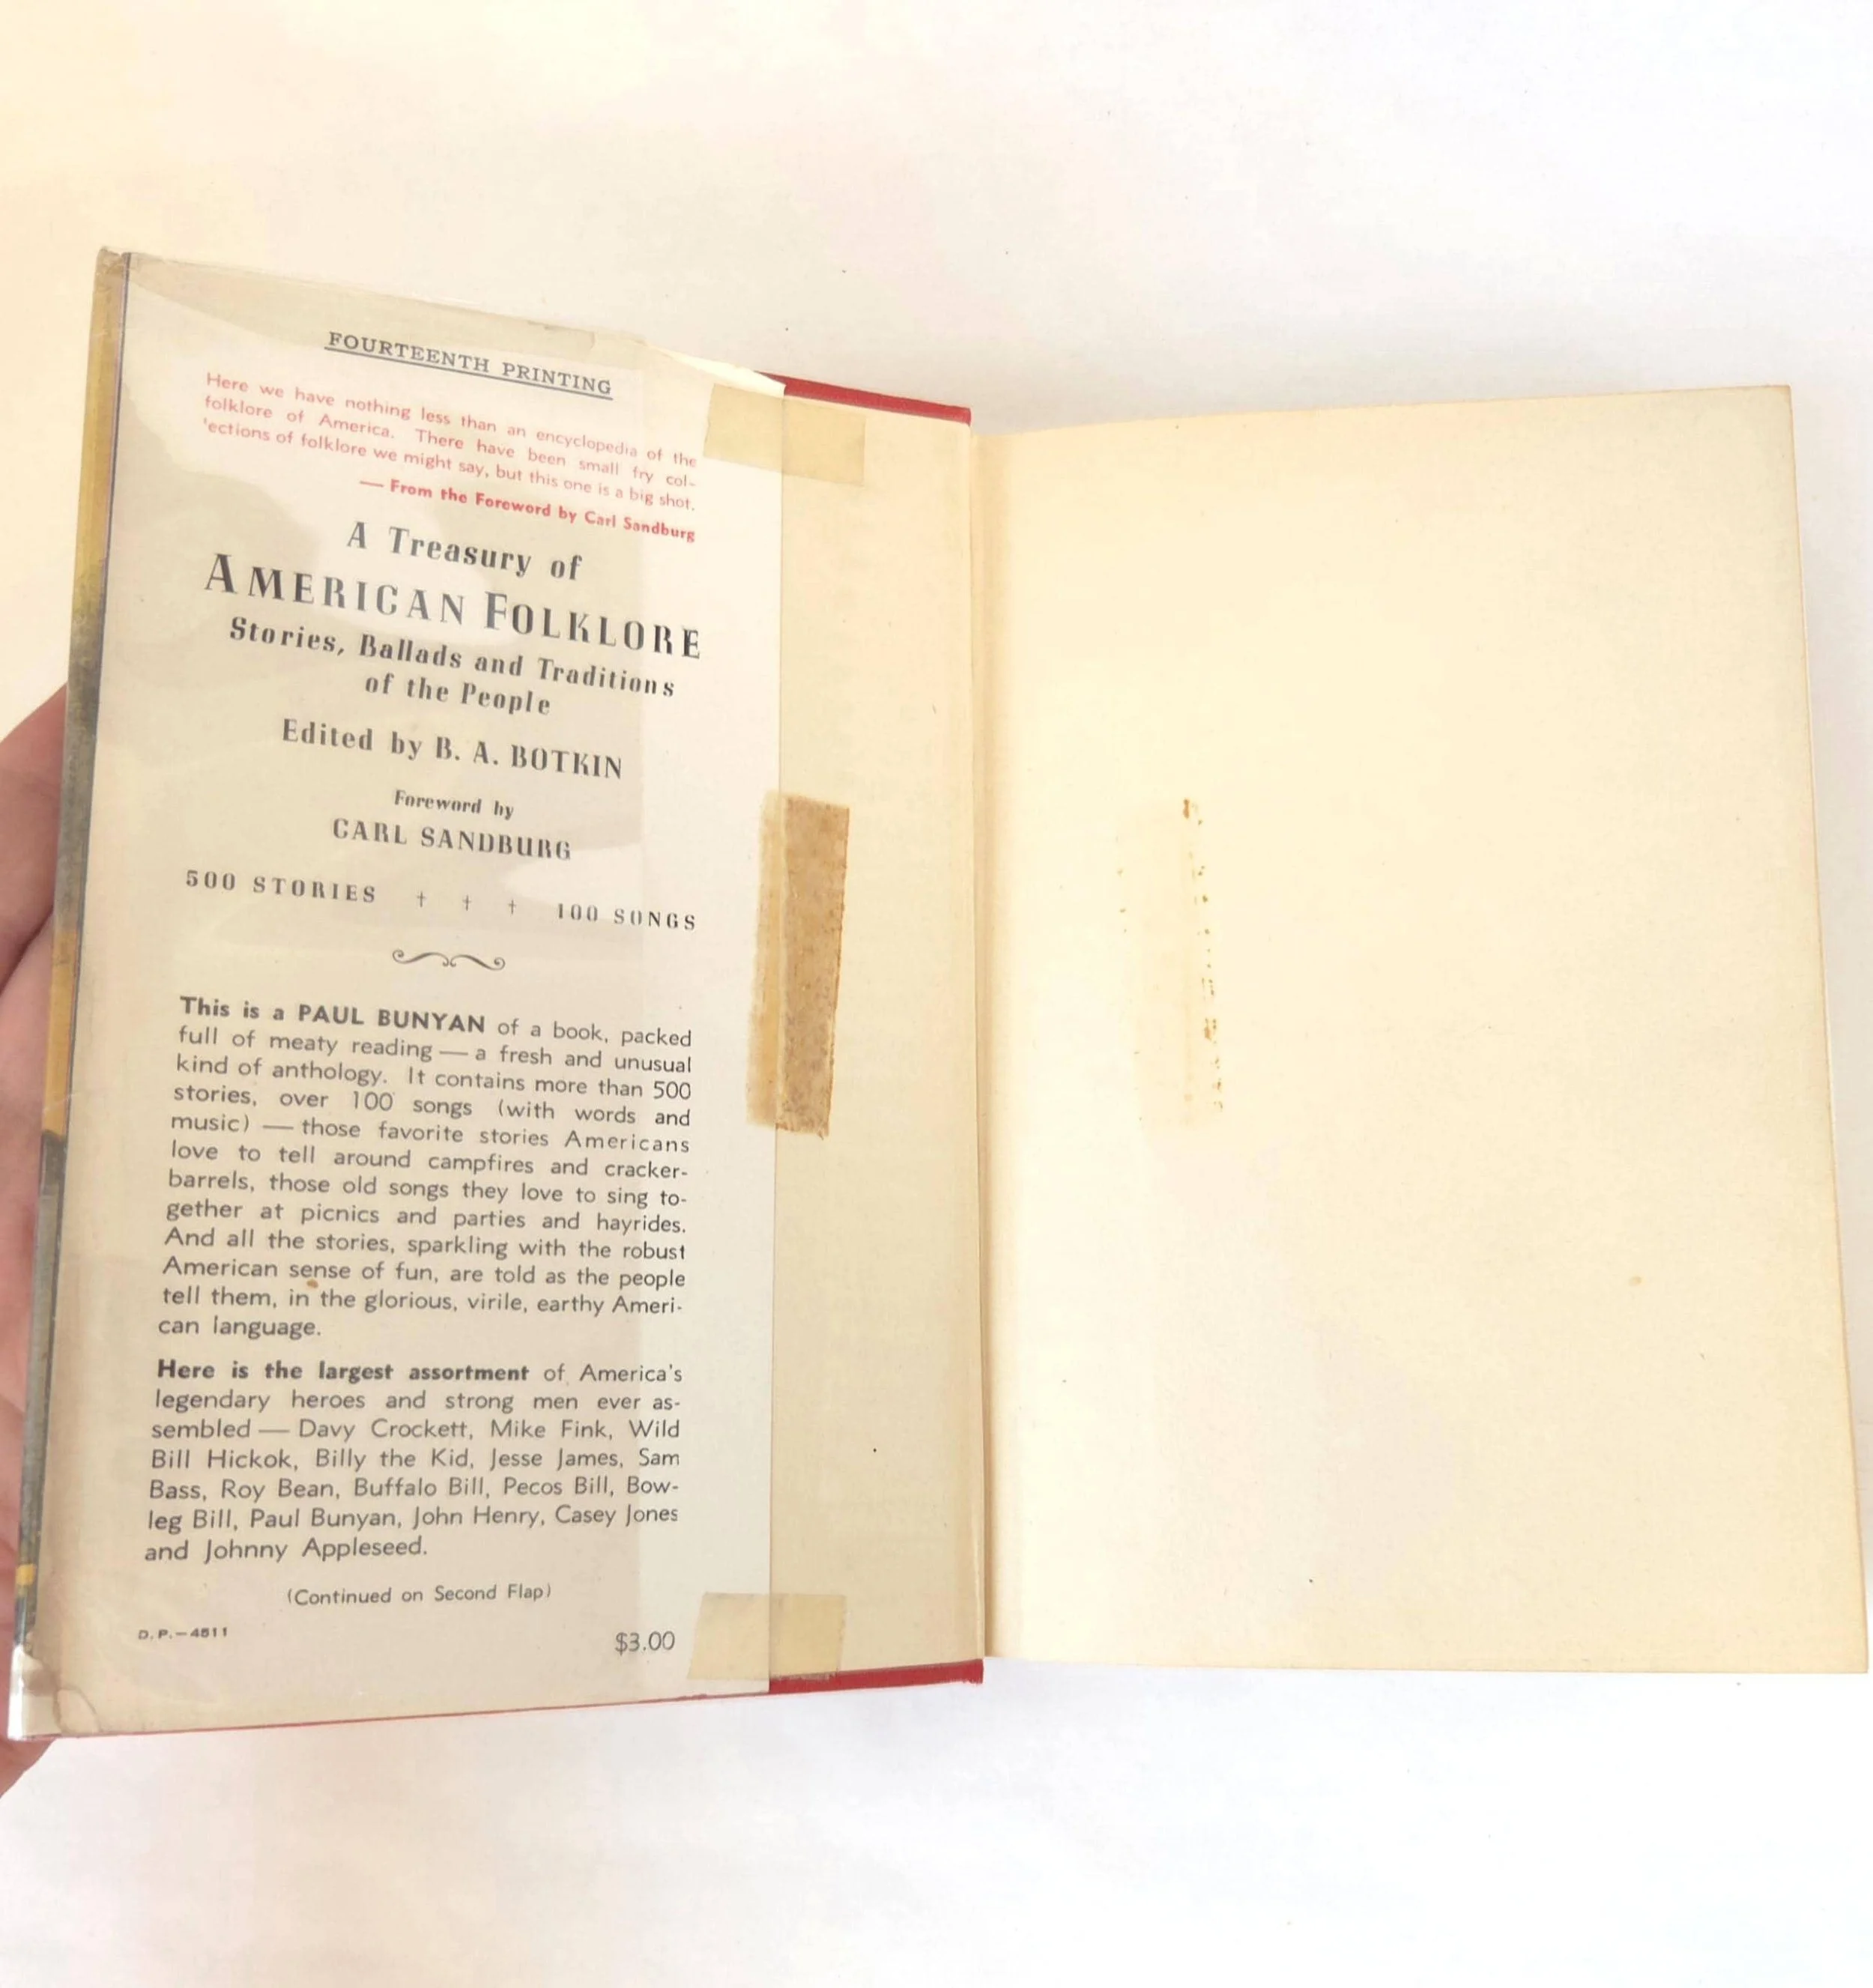 FOURTEENTH PRINTING
Here we have nothing less than an encyclopedia of the
folklore of America. There have been small fry col-
'ections of folklore we might say, but this one is a big shot.
— From the Foreword by Carl Sandburg
A Treasury of
AMERICAN FOLKLORE
Stories, Ballads and Traditions
of the People
Edited by B. A. BOTKIN
Foreword by
CARL SANDBURG
500 STORIES † † † 100 SONGS
This is a PAUL BUNYAN of a book, packed
full of meaty reading — a fresh and unusual
kind of anthology. It contains more than 500
stories, over 100 songs (with words and
music) — those favorite stories Americans
love to tell around campfires and cracker-
barrels, those old songs they love to sing to-
gether at picnics and parties and hayrides.
And all the stories, sparkling with the robust
American sense of fun, are told as the people
tell them, in the glorious, virile, earthy Ameri-
can language.
Here is the largest assortment of America's
legendary heroes and strong men ever as-
sembled — Davy Crockett, Mike Fink, Wild
Bill Hickok, Billy the Kid, Jesse James, Sam
Bass, Roy Bean, Buffalo Bill, Pecos Bill, Bow-
leg Bill, Paul Bunyan, John Henry, Casey Jones
and Johnny Appleseed.
(Continued on Second Flap)
D. P.—4511
$3.00